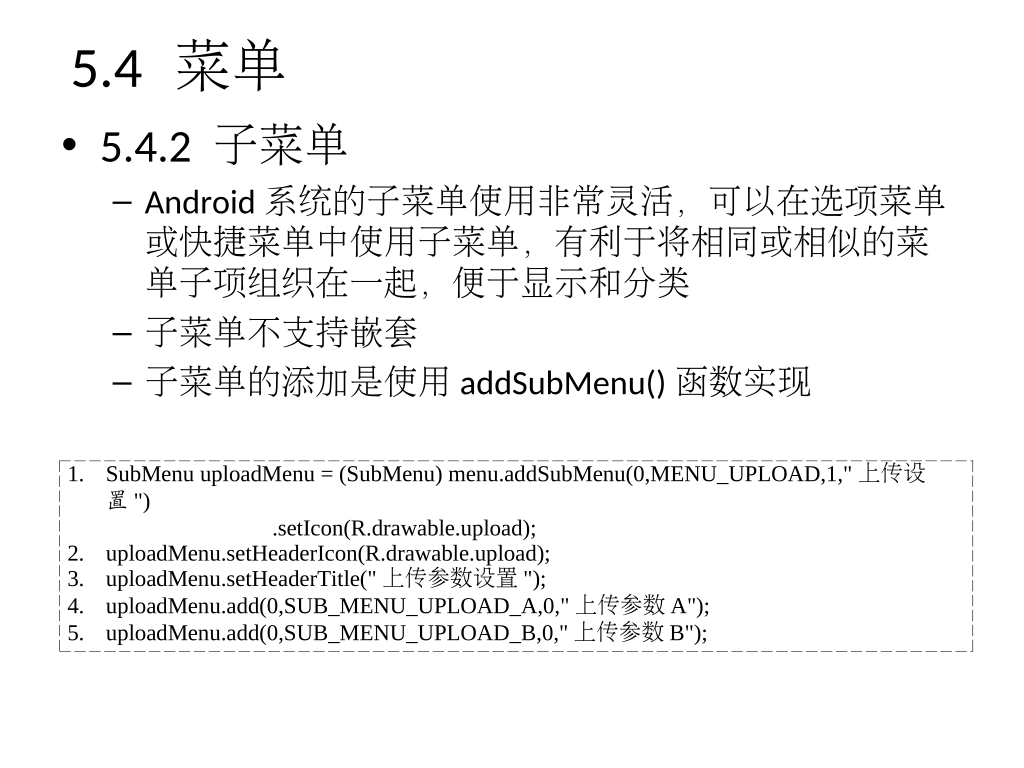 5.4 菜单
• 5.4.2 子菜单
– Android 系统的子菜单使用非常灵活，可以在选项菜单
或快捷菜单中使用子菜单，有利于将相同或相似的菜
单子项组织在一起，便于显示和分类
– 子菜单不支持嵌套
– 子菜单的添加是使用 addSubMenu() 函数实现
1. SubMenu uploadMenu = (SubMenu) menu.addSubMenu(0,MENU_UPLOAD,1," 上传设
置 ")
.setIcon(R.drawable.upload);
2. uploadMenu.setHeaderIcon(R.drawable.upload);
3. uploadMenu.setHeaderTitle(" 上传参数设置 ");
4. uploadMenu.add(0,SUB_MENU_UPLOAD_A,0," 上传参数 A");
5. uploadMenu.add(0,SUB_MENU_UPLOAD_B,0," 上传参数 B");